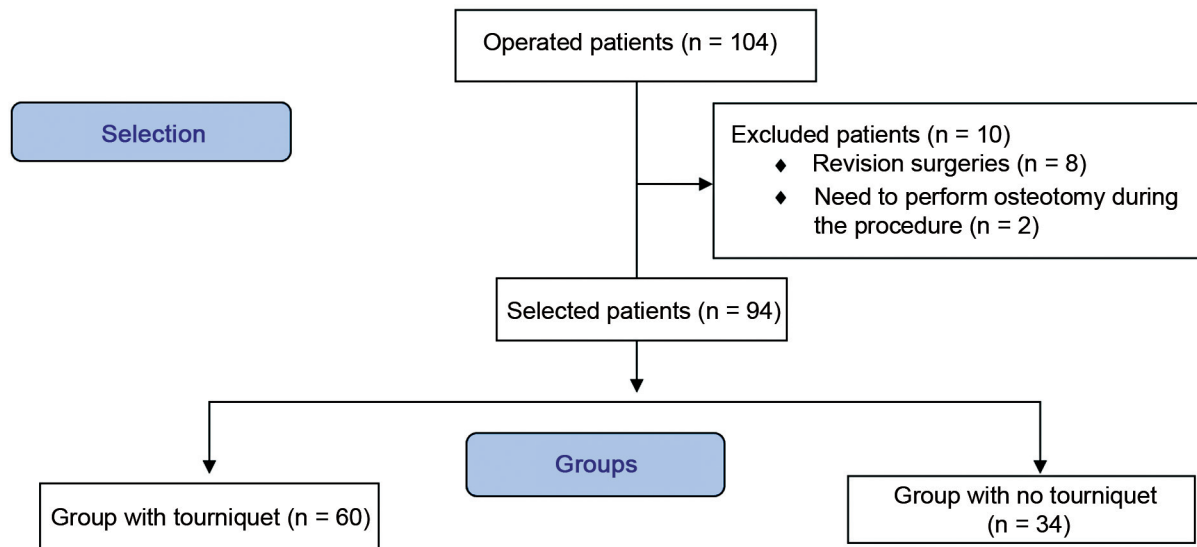 Operated patients (n = 104)
Selection
Excluded patients (n = 10)
♦ Revision surgeries (n = 8)
♦ Need to perform osteotomy during
the procedure (n = 2)
Selected patients (n = 94)
Groups
Group with tourniquet (n = 60)
Group with no tourniquet
(n = 34)